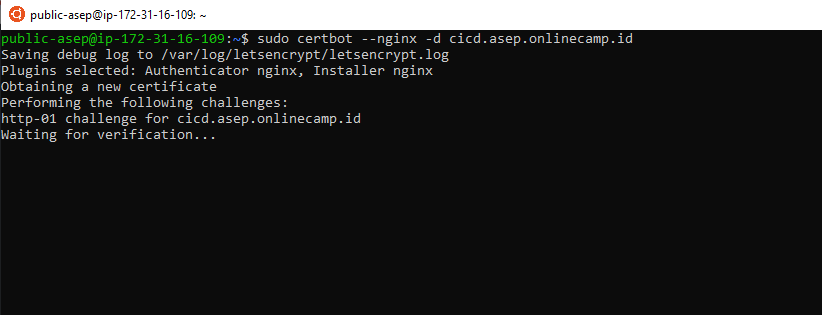 public-asep@ip-172-31-16-109: ~
public-asep@ip-172-31-16-109:~$ sudo certbot --nginx -d cicd.asep.onlinecamp.id
Saving debug log to /var/log/letsencrypt/letsencrypt.log
Plugins selected: Authenticator nginx, Installer nginx
Obtaining a new certificate
Performing the following challenges:
http-01 challenge for cicd.asep.onlinecamp.id
Waiting for verification...